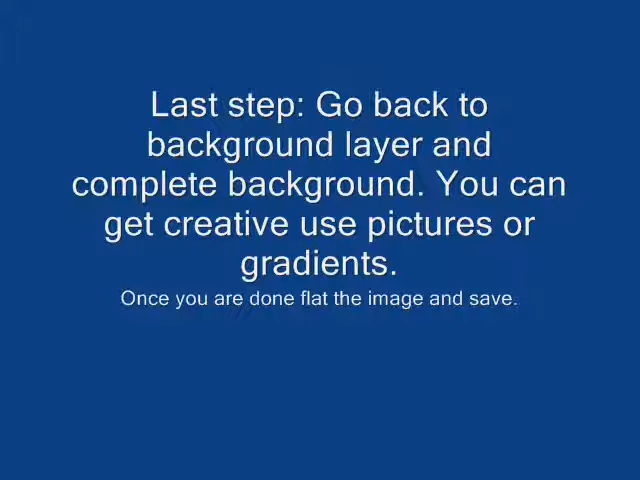 Last step: Go back to
background layer and
complete background. You can
get creative use pictures or
gradients.
Once you are done flat the image and save.